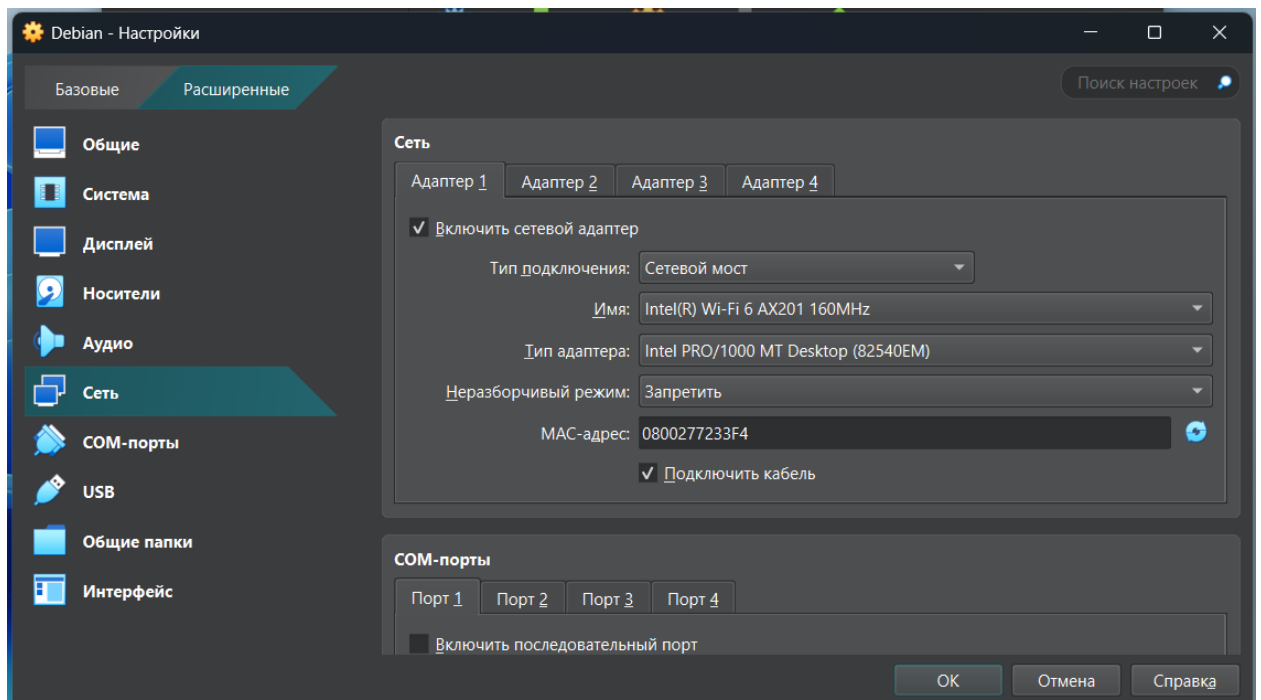 Debian - Настройки
Базовые
Расширенные
Поиск настроек
Общие
Система
Дисплей
Носители
Аудио
Сеть
COM-порты
USB
Общие папки
Интерфейс
Сеть
Адаптер 1
Адаптер 2
Адаптер 3
Адаптер 4
Включить сетевой адаптер
Тип подключения: Сетевой мост
Имя: Intel(R) Wi-Fi 6 AX201 160MHz
Тип адаптера: Intel PRO/1000 MT Desktop (82540EM)
Неразборчивый режим: Запретить
MAC-адрес: 0800277233F4
Подключить кабель
COM-порты
Порт 1
Порт 2
Порт 3
Порт 4
Включить последовательный порт
OK
Отмена
Справка